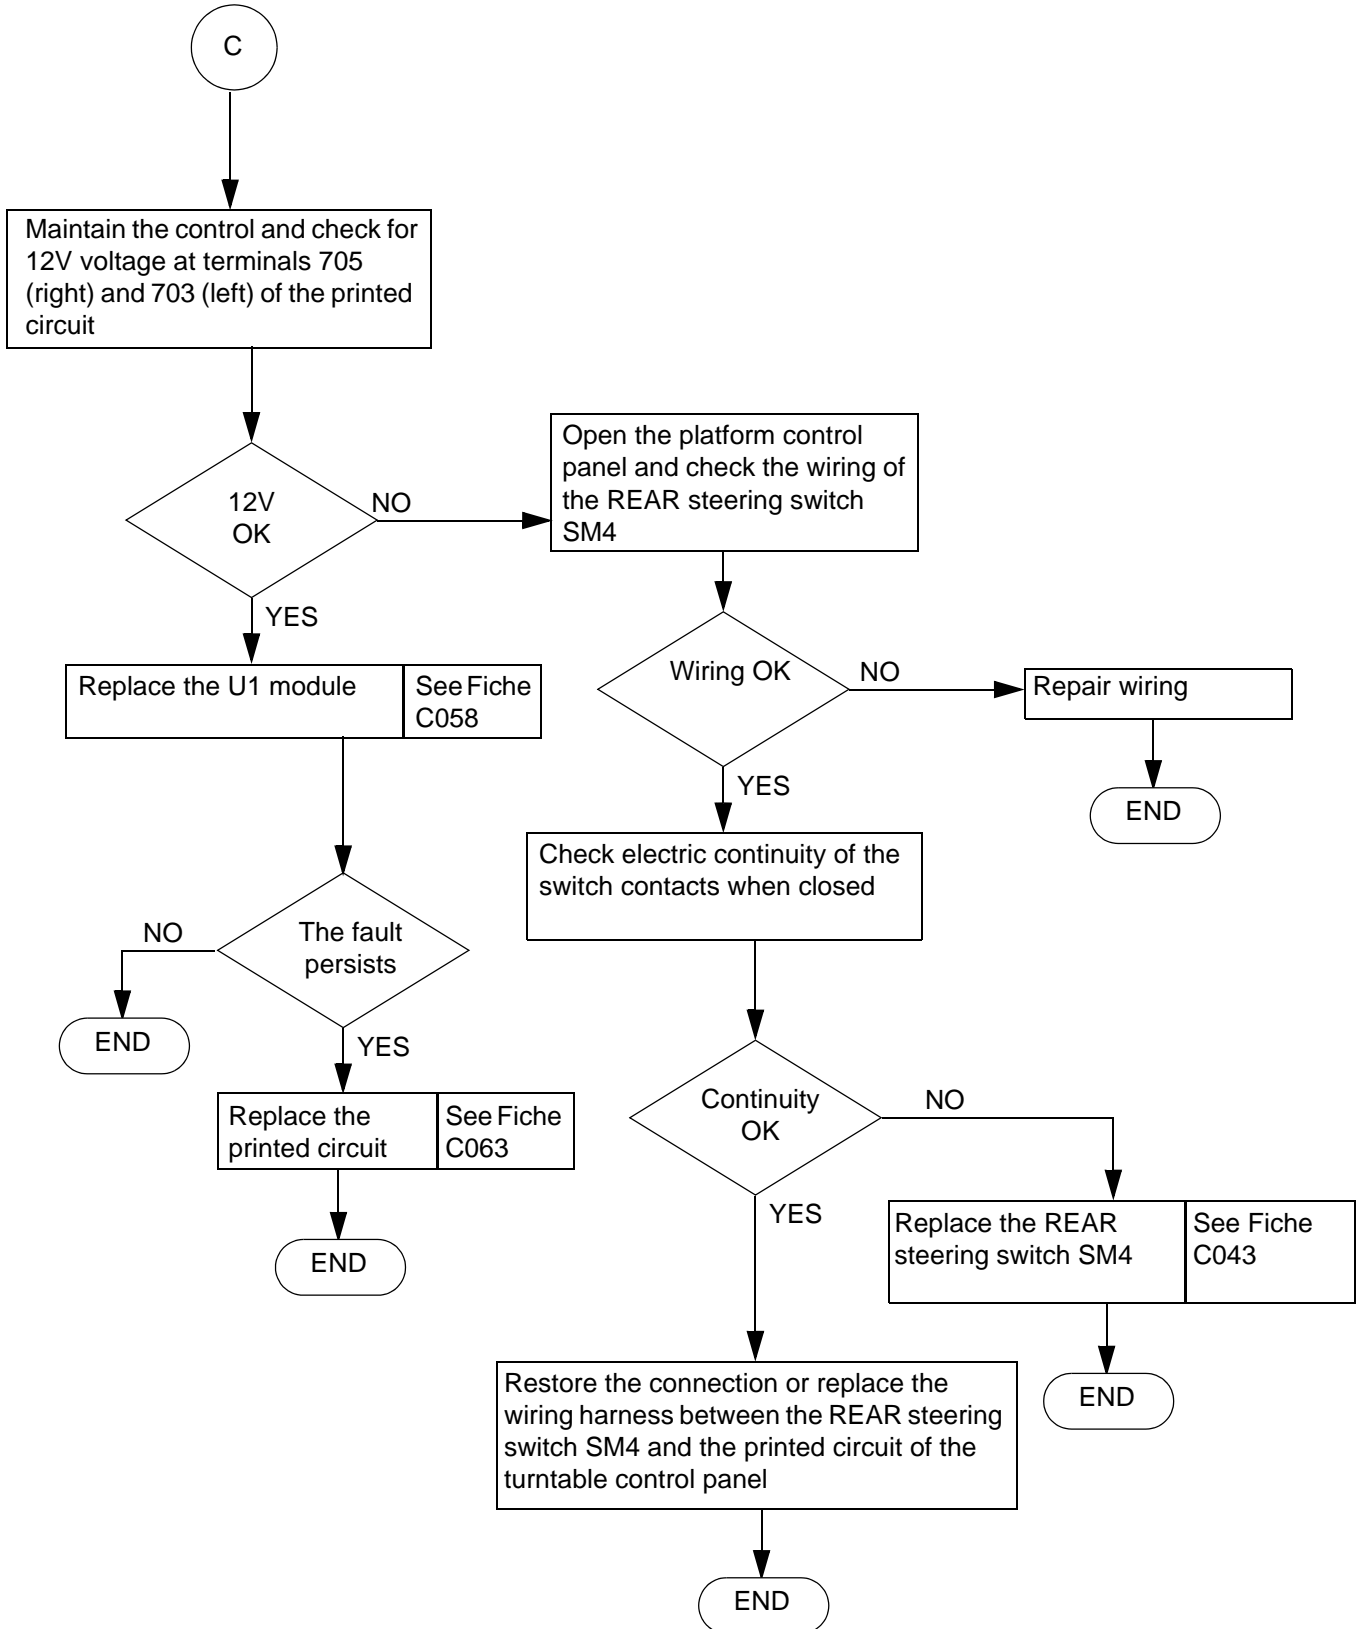 C
Maintain the control and check for
12V voltage at terminals 705
(right) and 703 (left) of the printed
circuit
12V
OK
NO
YES
Open the platform control
panel and check the wiring of
the REAR steering switch
SM4
Wiring OK
NO
Repair wiring
END
YES
Replace the U1 module
See Fiche
C058
Check electric continuity of the
switch contacts when closed
The fault
persists
NO
END
YES
Replace the
printed circuit
See Fiche
C063
END
Continuity
OK
NO
YES
Replace the REAR
steering switch SM4
See Fiche
C043
END
Restore the connection or replace the
wiring harness between the REAR steering
switch SM4 and the printed circuit of the
turntable control panel
END